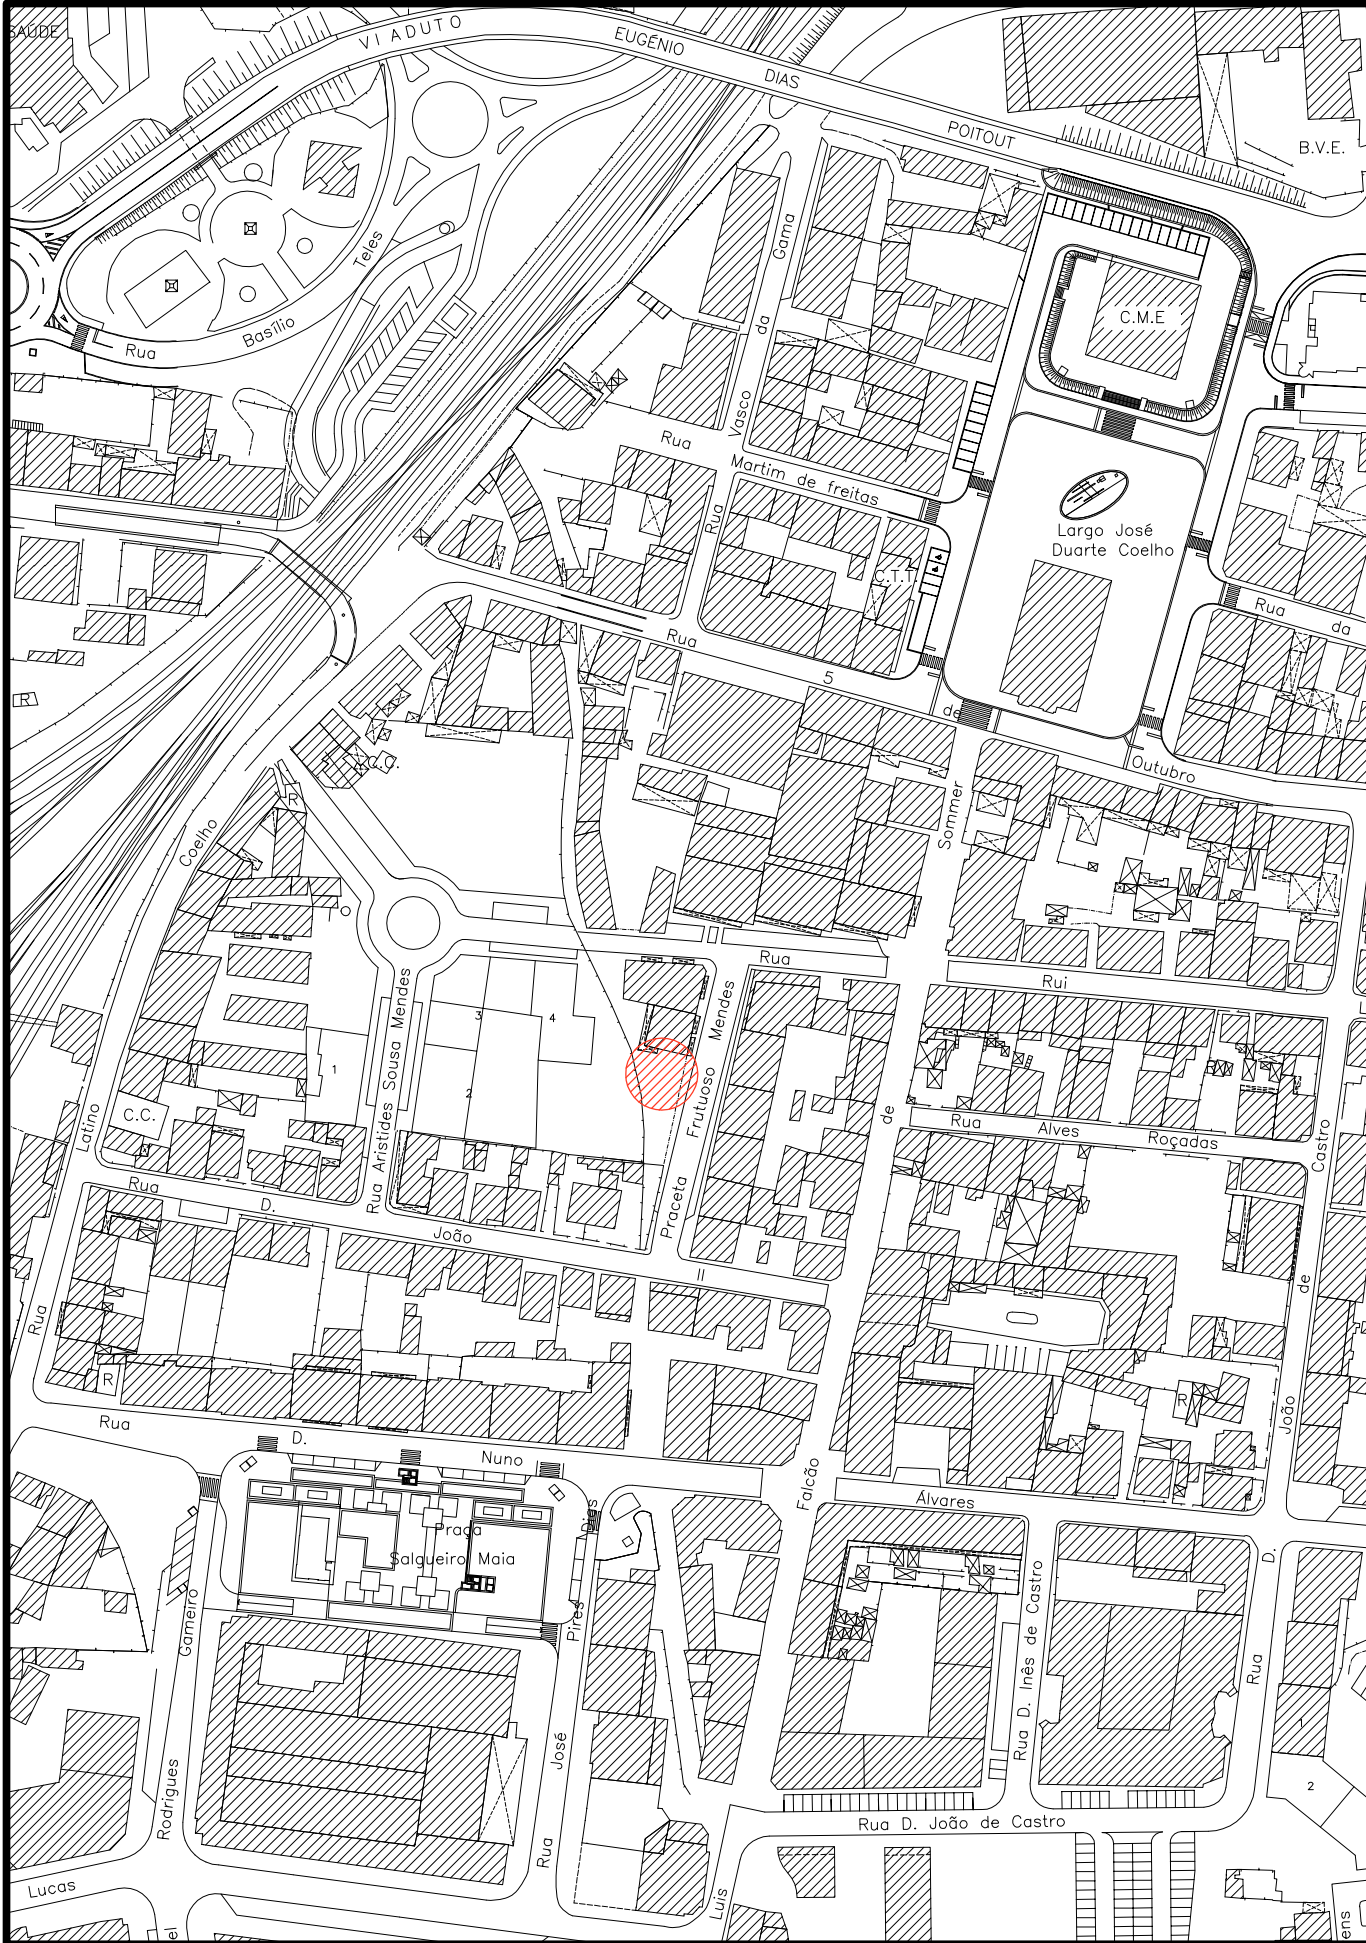 SAÚDE
VIADUTO
EUGÉNIO
DIAS
POITOUT
B.V.E.
Gama
da
Vasco
Rua
Teles
Basílio
Rua
C.M.E
Rua
Martim de freitas
Largo José
Duarte Coelho
C.T.T.
Rua
da
Rua
5
de
Outubro
R
C.C.
R
Coelho
Sommer
Rua
Rui
Rua Aristides Sousa Mendes
3
4
1
2
Mendes
Frutuoso
Praceta
de
R
Latino
C.C.
Rua
Alves
Roçadas
Castro
de
João
D.
Rua
Rua
D.
João
II
Rua
R
R
Rua
D.
Nuno
Álvares
Falcão
Praça
Salgueiro Maia
Dias
Pires
José
Rua
Gameiro
Rodrigues
Rua D. Inês de Castro
1
2
Rua D. João de Castro
Luis
Lucas
el
ens